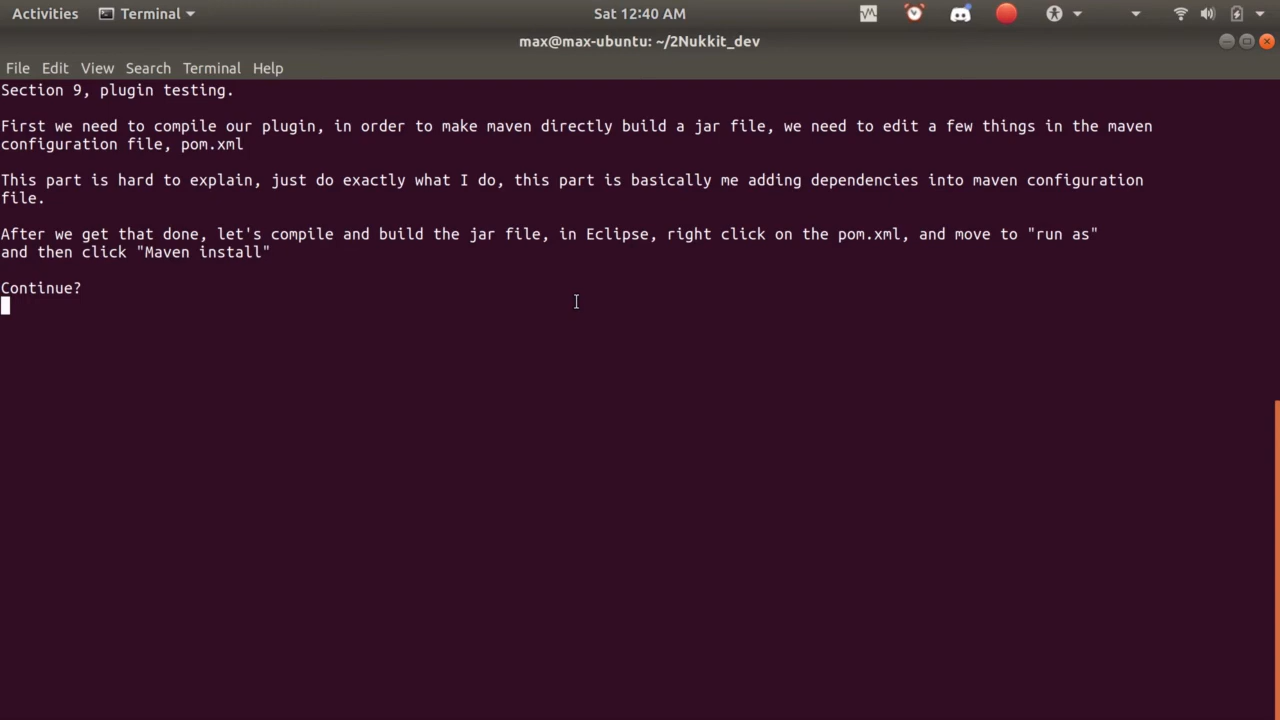 Activities Terminal Sat 12:40 AM
max@max-ubuntu: ~/2Nukkit_dev
File Edit View Search Terminal Help
Section 9, plugin testing.
First we need to compile our plugin, in order to make maven directly build a jar file, we need to edit a few things in the maven
configuration file, pom.xml
This part is hard to explain, just do exactly what I do, this part is basically me adding dependencies into maven configuration
file.
After we get that done, let's compile and build the jar file, in Eclipse, right click on the pom.xml, and move to "run as"
and then click "Maven install"
Continue?